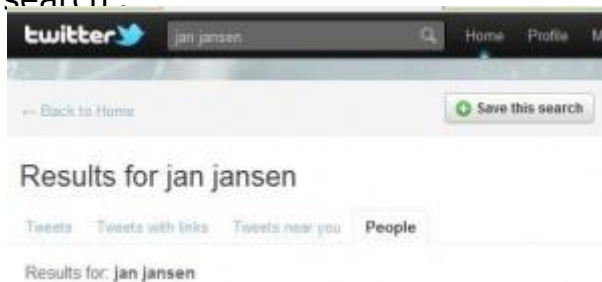 search .
twitter jan jansen Home Profile M
← Back to Home Save this search
Results for jan jansen
Tweets Tweets with links Tweets near you People
Results for: jan jansen